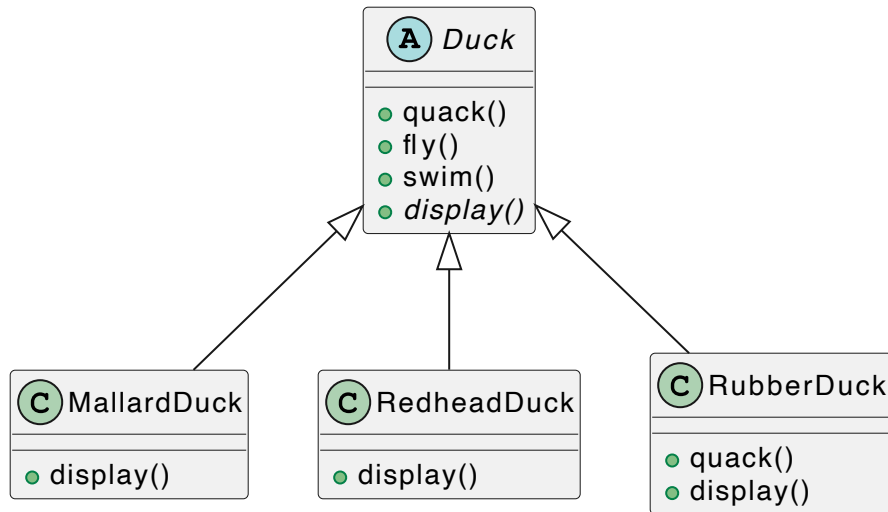 A Duck
quack()
fly()
swim()
display()
C MallardDuck
display()
C RedheadDuck
display()
C RubberDuck
quack()
display()